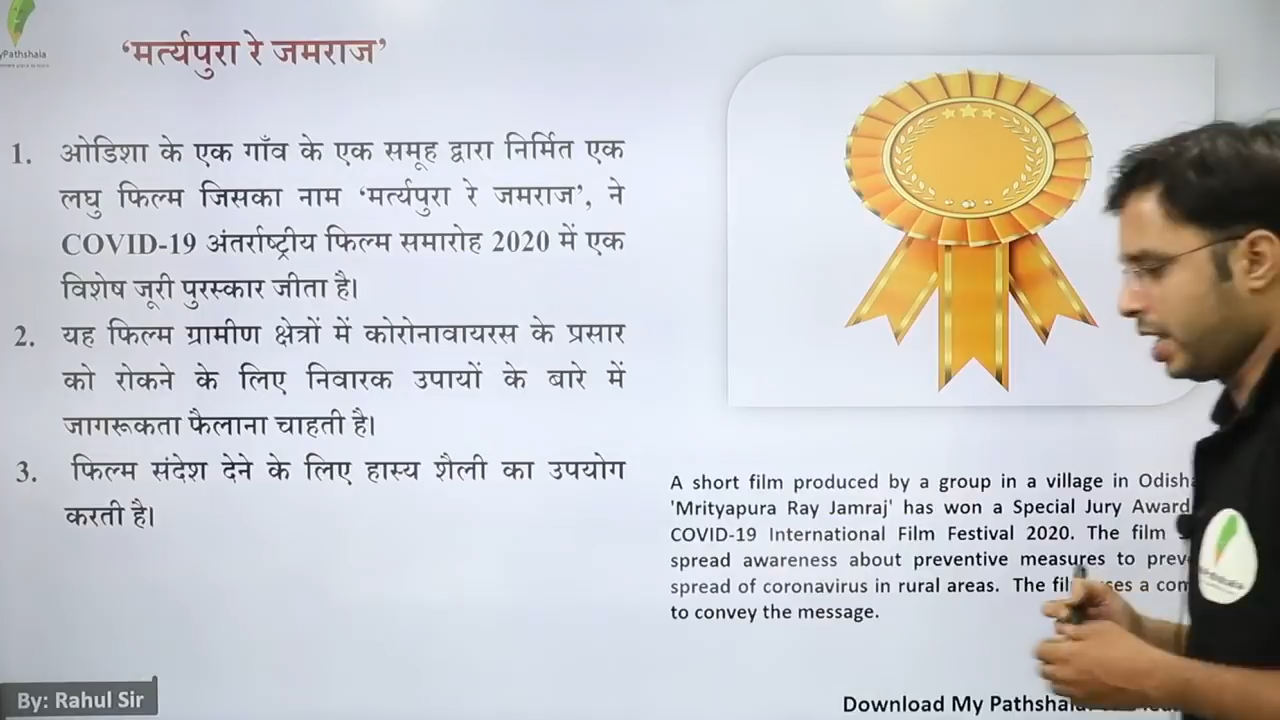 yPathshala
‘मर्त्यपुरा रे जमराज’
1. ओडिशा के एक गाँव के एक समूह द्वारा निर्मित एक
लघु फिल्म जिसका नाम ‘मर्त्यपुरा रे जमराज’, ने
COVID-19 अंतर्राष्ट्रीय फिल्म समारोह 2020 में एक
विशेष जूरी पुरस्कार जीता है।
2. यह फिल्म ग्रामीण क्षेत्रों में कोरोनावायरस के प्रसार
को रोकने के लिए निवारक उपायों के बारे में
जागरूकता फैलाना चाहती है।
3. फिल्म संदेश देने के लिए हास्य शैली का उपयोग
करती है।
A short film produced by a group in a village in Odisha
'Mrityapura Ray Jamraj' has won a Special Jury Award
COVID-19 International Film Festival 2020. The film
spread awareness about preventive measures to prev
spread of coronavirus in rural areas. The fil ses a com
to convey the message.
By: Rahul Sir
Download My Pathshala